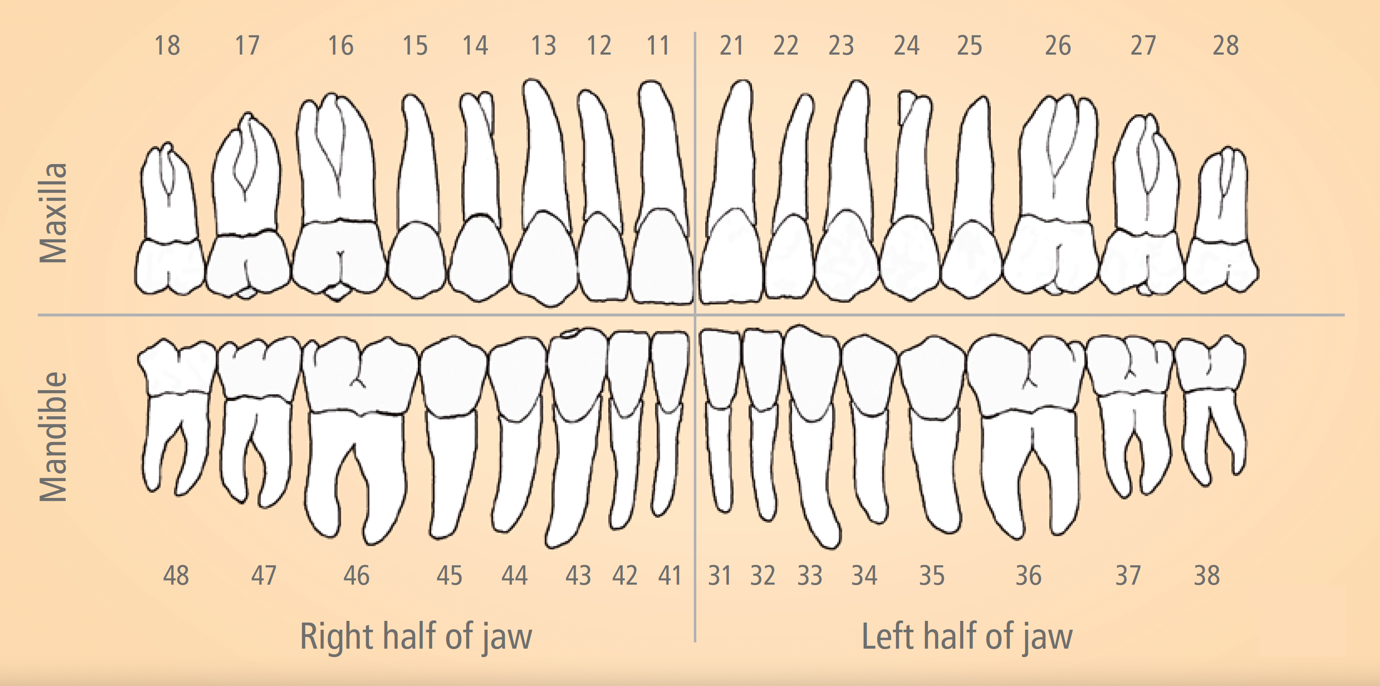 18 17 16 15 14 13 12 11 21 22 23 24 25 26 27 28
Maxilla
Mandible
48 47 46 45 44 43 42 41 31 32 33 34 35 36 37 38
Right half of jaw Left half of jaw